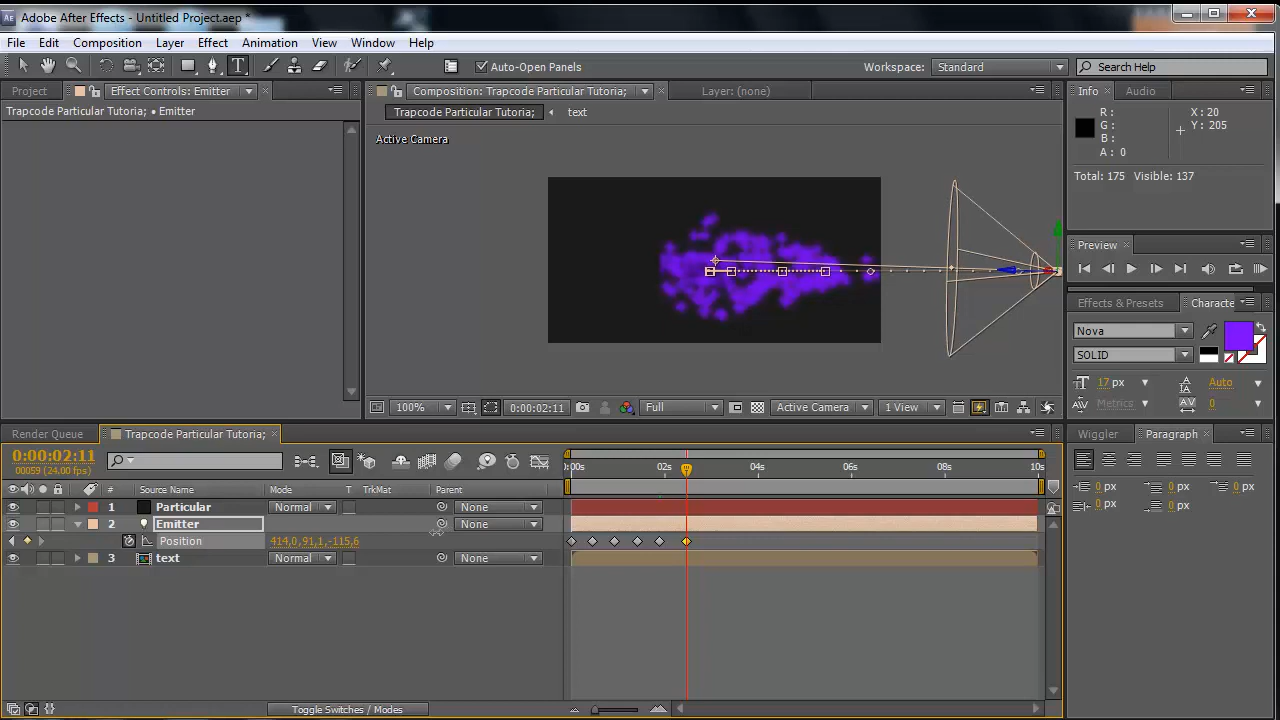 Adobe After Effects - Untitled Project.aep *
File Edit Composition Layer Effect Animation View Window Help
Auto-Open Panels
Workspace: Standard
Search Help
Project
Effect Controls: Emitter
Composition: Trapcode Particular Tutoria;
Layer: (none)
Info
Audio
Trapcode Particular Tutoria; • Emitter
Trapcode Particular Tutoria;
text
R :
G :
B :
A : 0
X : 20
Y : 205
Active Camera
Total: 175 Visible: 137
Preview
Effects & Presets
Characte
Nova
SOLID
17 px
Auto
Metrics
0
100%
0:00:02:11
Full
Active Camera
1 View
Render Queue
Trapcode Particular Tutoria;
Wiggler
Paragraph
0:00:02:11
00059 (24.00 fps)
:00s 02s 04s 06s 08s 10s
# Source Name Mode T TrkMat Parent
1 Particular Normal None
2 Emitter None
Position 414,0,91,1,-115,6
3 text Normal None
0 px
0 px
0 px
0 px
0 px
Toggle Switches / Modes